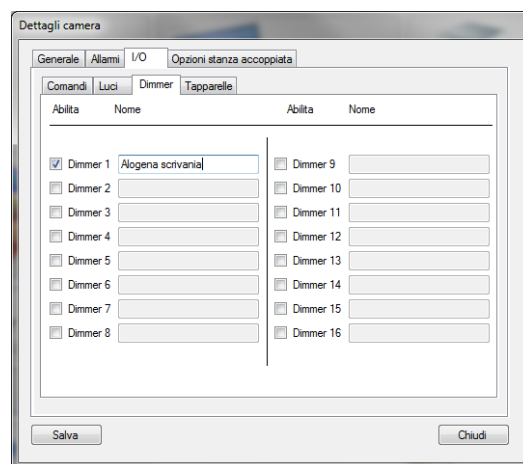 Dettagli camera
Generale Allarmi I/O Opzioni stanza accoppiata
Comandi Luci Dimmer Tapparelle
Abilita Nome Abilita Nome
Dimmer 1 Alogena scrivania Dimmer 9
Dimmer 2 Dimmer 10
Dimmer 3 Dimmer 11
Dimmer 4 Dimmer 12
Dimmer 5 Dimmer 13
Dimmer 6 Dimmer 14
Dimmer 7 Dimmer 15
Dimmer 8 Dimmer 16
Salva Chiudi